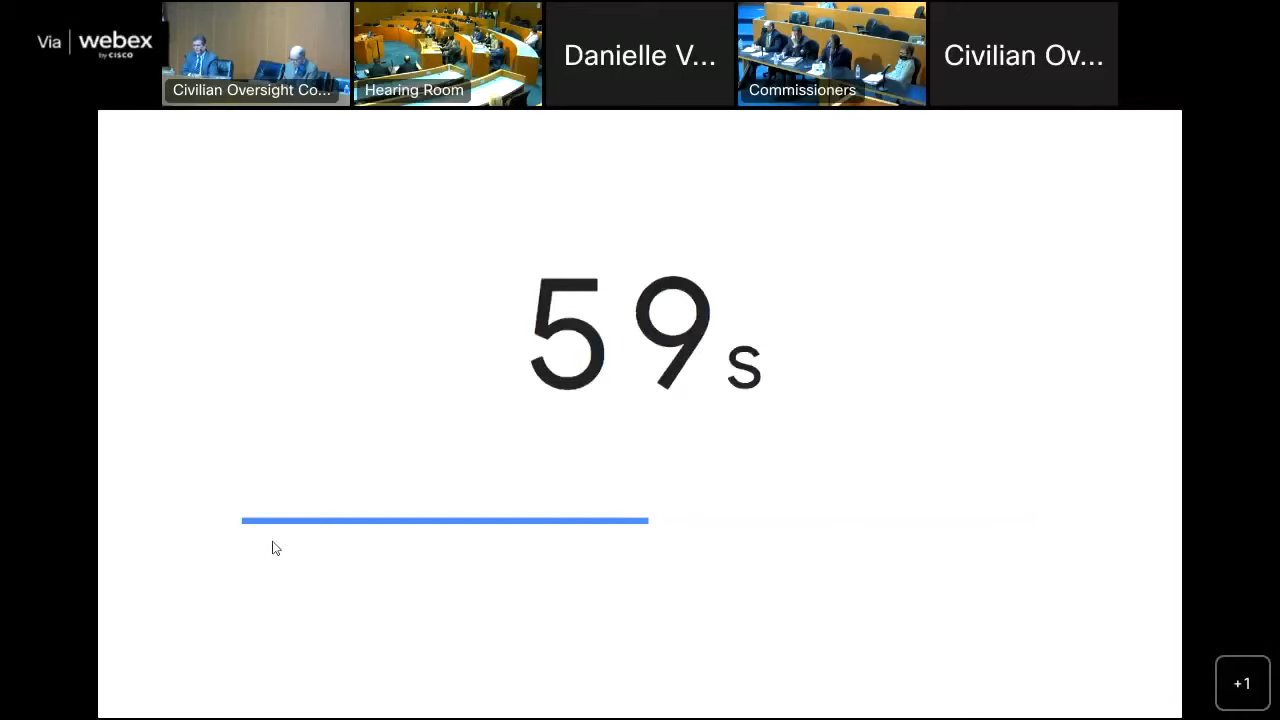 Via webex
by CISCO
Civilian Oversight Co...
Hearing Room
Danielle V...
Commissioners
Civilian Ov...
59s
+1